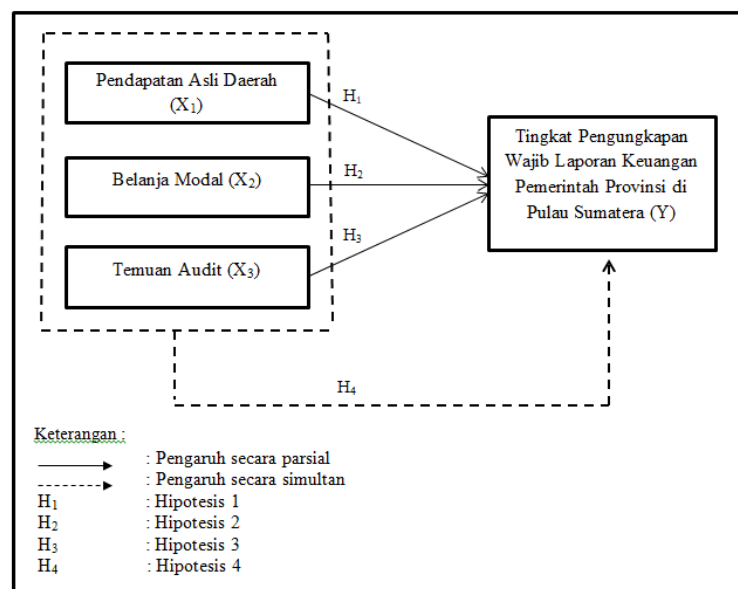 Pendapatan Asli Daerah
(X₁)
H₁
Belanja Modal (X₂)
H₂
Temuan Audit (X₃)
H₃
Tingkat Pengungkapan
Wajib Laporan Keuangan
Pemerintah Provinsi di
Pulau Sumatera (Y)
H₄
Keterangan :
: Pengaruh secara parsial
: Pengaruh secara simultan
H₁ : Hipotesis 1
H₂ : Hipotesis 2
H₃ : Hipotesis 3
H₄ : Hipotesis 4